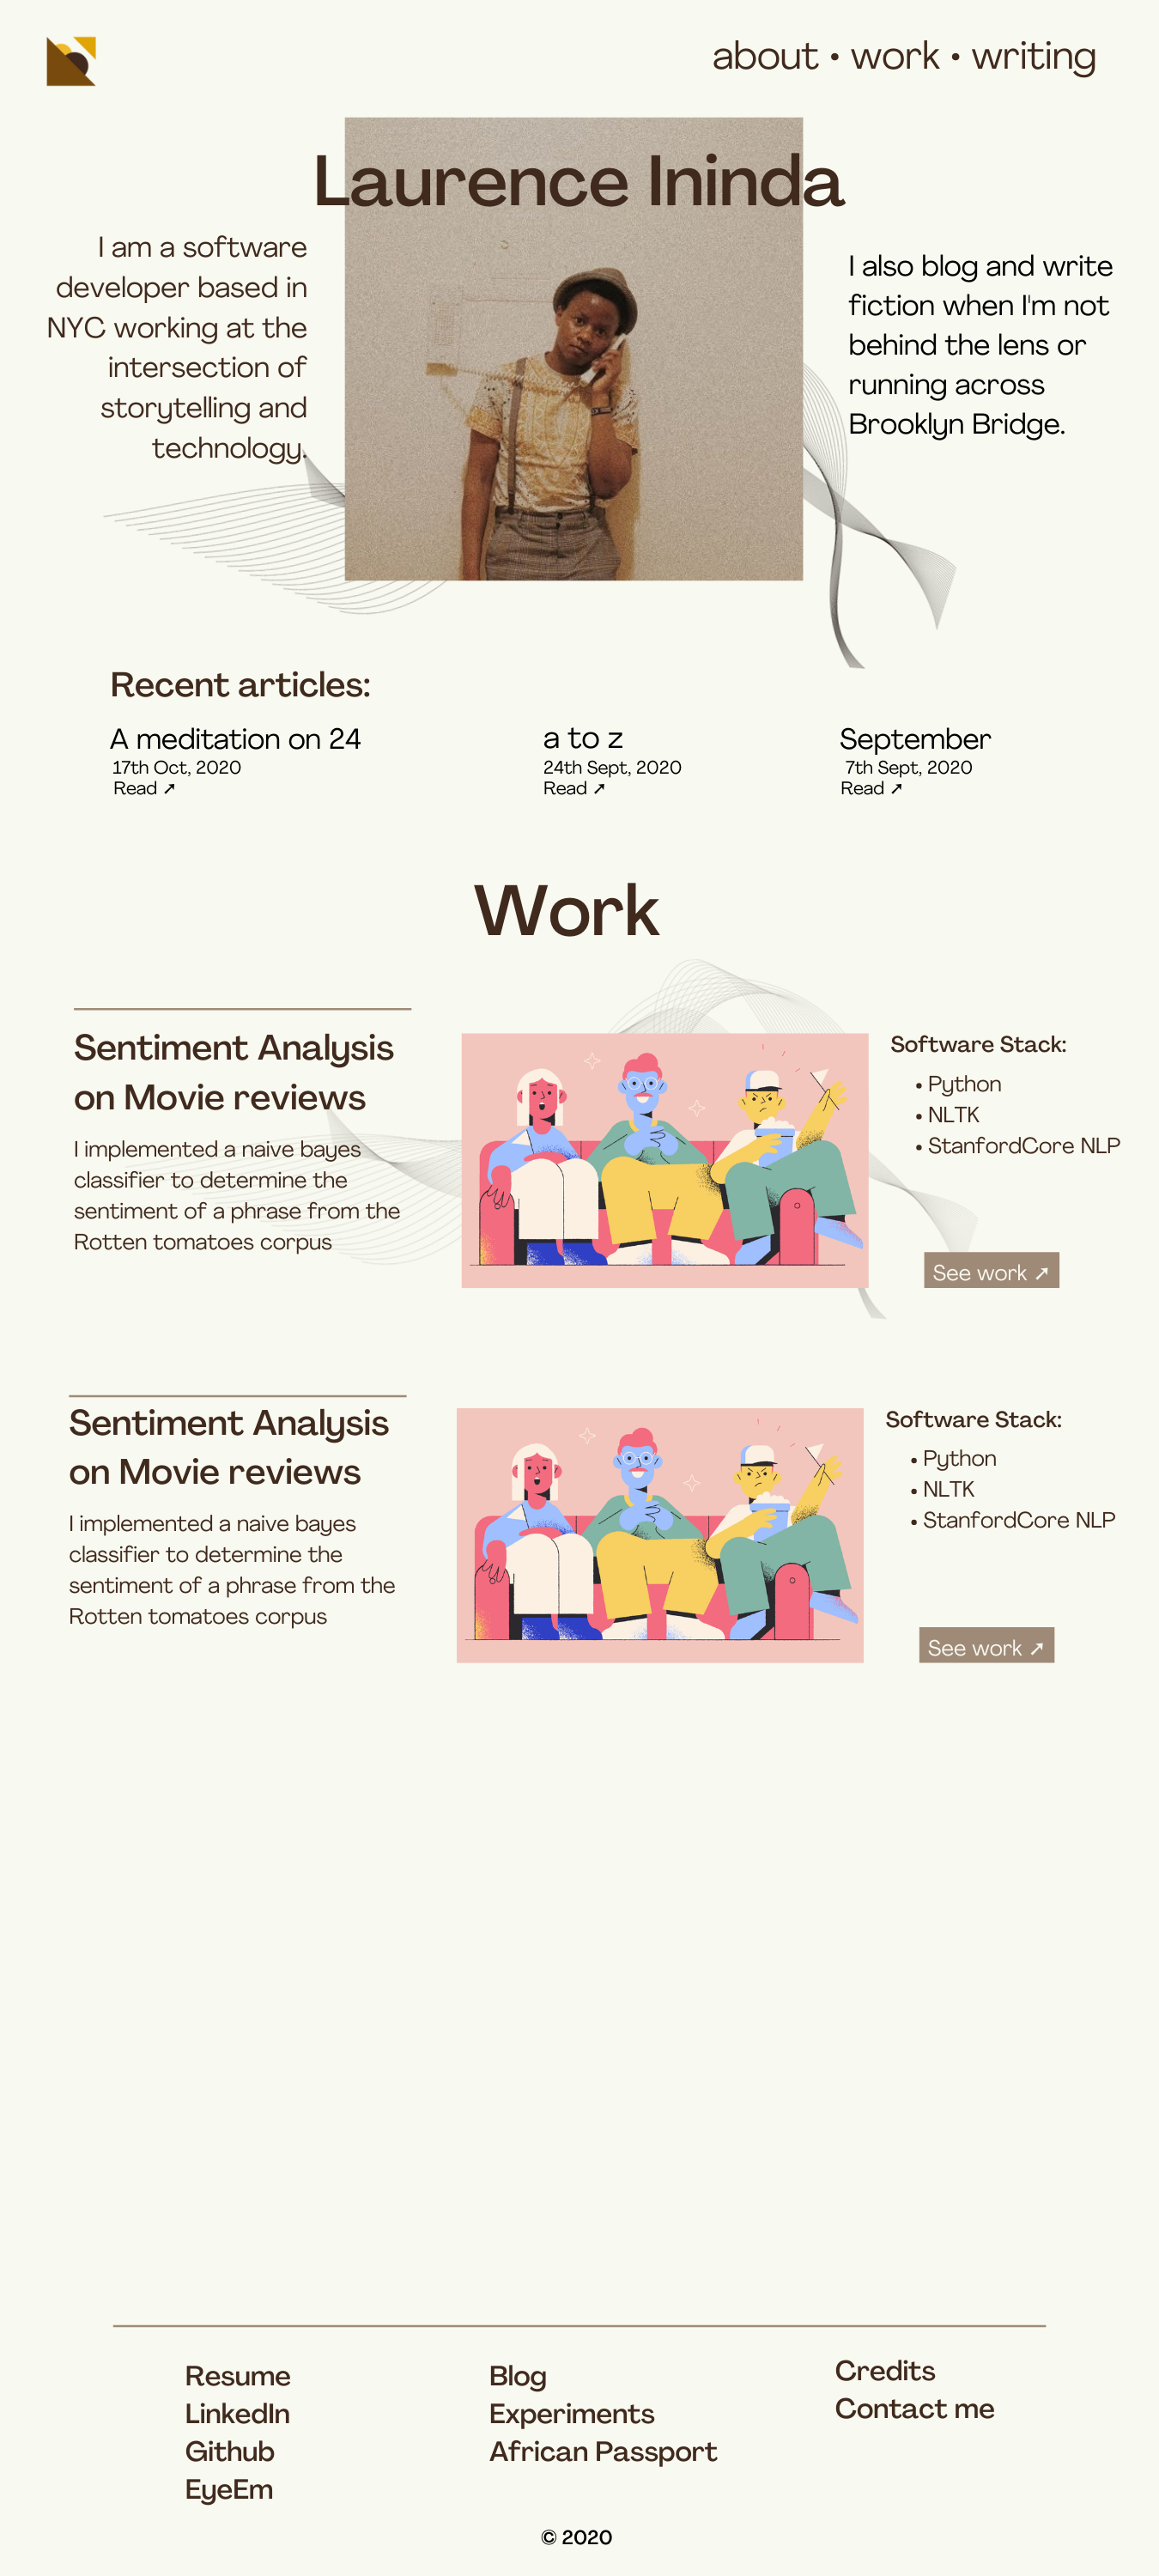 about • work • writing
Laurence Ininda
I am a software
developer based in
NYC working at the
intersection of
storytelling and
technology.
I also blog and write
fiction when I'm not
behind the lens or
running across
Brooklyn Bridge.
Recent articles:
A meditation on 24
17th Oct, 2020
Read ↗
a to z
24th Sept, 2020
Read ↗
September
7th Sept, 2020
Read ↗
Work
Sentiment Analysis
on Movie reviews
I implemented a naive bayes
classifier to determine the
sentiment of a phrase from the
Rotten tomatoes corpus
Software Stack:
• Python
• NLTK
• StanfordCore NLP
See work ↗
Sentiment Analysis
on Movie reviews
I implemented a naive bayes
classifier to determine the
sentiment of a phrase from the
Rotten tomatoes corpus
Software Stack:
• Python
• NLTK
• StanfordCore NLP
See work ↗
Resume
LinkedIn
Github
EyeEm
Blog
Experiments
African Passport
Credits
Contact me
© 2020